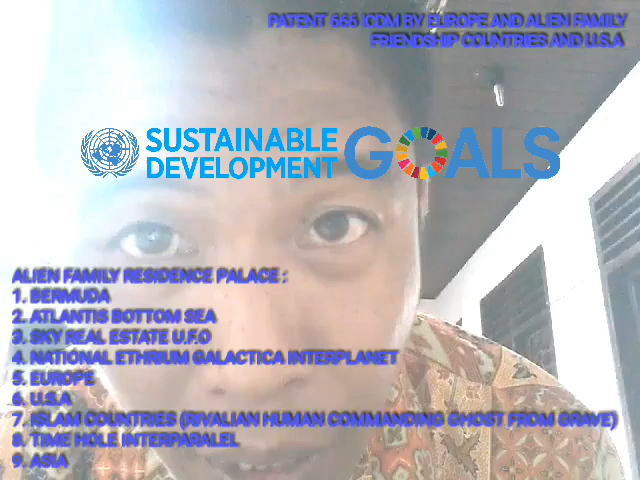 PATENT 666 ICDM BY EUROPE AND ALIEN FAMILY
FRIENDSHIP COUNTRIES AND U.S.A
SUSTAINABLE
DEVELOPMENT
GOALS
ALIEN FAMILY RESIDENCE PALACE :
1. BERMUDA
2. ATLANTIS BOTTOM SEA
3. SKY REAL ESTATE U.F.O
4. NATIONAL ETHRIUM GALACTICA INTERPLANET
5. EUROPE
6. U.S.A
7. ISLAM COUNTRIES (RIVALIAN HUMAN COMMANDING GHOST FROM GRAVE)
8. TIME HOLE INTERPARALEL
9. ASIA